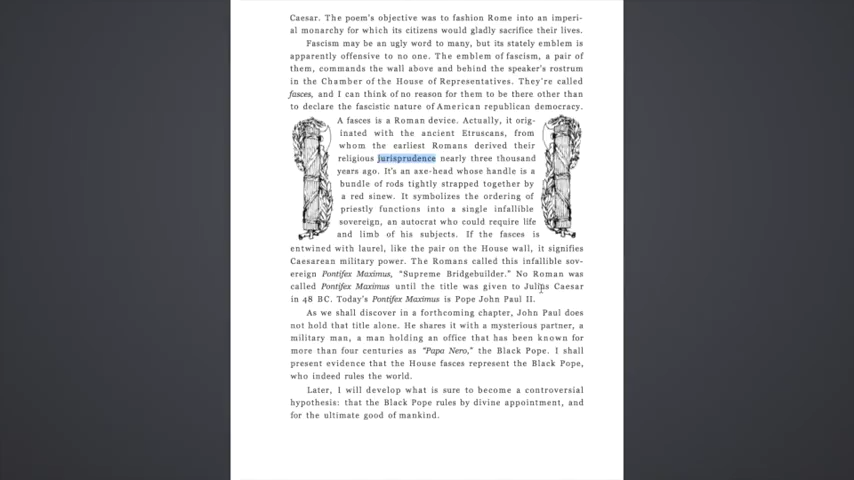 Caesar. The poem's objective was to fashion Rome into an imperi-
al monarchy for which its citizens would gladly sacrifice their lives.
Fascism may be an ugly word to many, but its stately emblem is
apparently offensive to no one. The emblem of fascism, a pair of
them, commands the wall above and behind the speaker's rostrum
in the Chamber of the House of Representatives. They're called
fasces, and I can think of no reason for them to be there other than
to declare the fascistic nature of American republican democracy.
A fasces is a Roman device. Actually, it orig-
inated with the ancient Etruscans, from
whom the earliest Romans derived their
religious jurisprudence nearly three thousand
years ago. It's an axe-head whose handle is a
bundle of rods tightly strapped together by
a red sinew. It symbolizes the ordering of
priestly functions into a single infallible
sovereign, an autocrat who could require life
and limb of his subjects. If the fasces is
entwined with laurel, like the pair on the House wall, it signifies
Caesarean military power. The Romans called this infallible sov-
ereign Pontifex Maximus, “Supreme Bridgebuilder.” No Roman was
called Pontifex Maximus until the title was given to Julius Caesar
in 48 BC. Today's Pontifex Maximus is Pope John Paul II.
As we shall discover in a forthcoming chapter, John Paul does
not hold that title alone. He shares it with a mysterious partner, a
military man, a man holding an office that has been known for
more than four centuries as “Papa Nero,” the Black Pope. I shall
present evidence that the House fasces represent the Black Pope,
who indeed rules the world.
Later, I will develop what is sure to become a controversial
hypothesis: that the Black Pope rules by divine appointment, and
for the ultimate good of mankind.